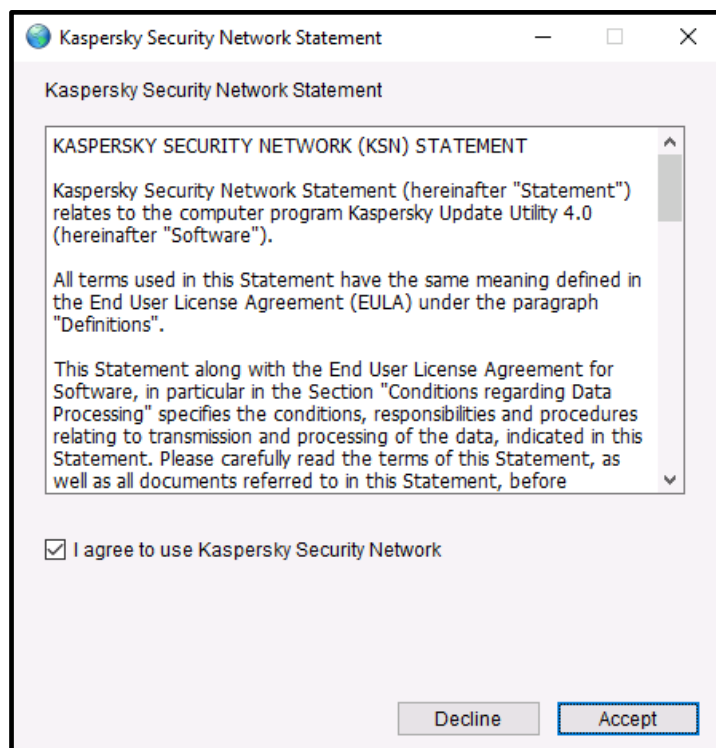 Kaspersky Security Network Statement
Kaspersky Security Network Statement
KASPERSKY SECURITY NETWORK (KSN) STATEMENT
Kaspersky Security Network Statement (hereinafter "Statement")
relates to the computer program Kaspersky Update Utility 4.0
(hereinafter "Software").
All terms used in this Statement have the same meaning defined in
the End User License Agreement (EULA) under the paragraph
"Definitions".
This Statement along with the End User License Agreement for
Software, in particular in the Section "Conditions regarding Data
Processing" specifies the conditions, responsibilities and procedures
relating to transmission and processing of the data, indicated in this
Statement. Please carefully read the terms of this Statement, as
well as all documents referred to in this Statement, before
I agree to use Kaspersky Security Network
Decline
Accept